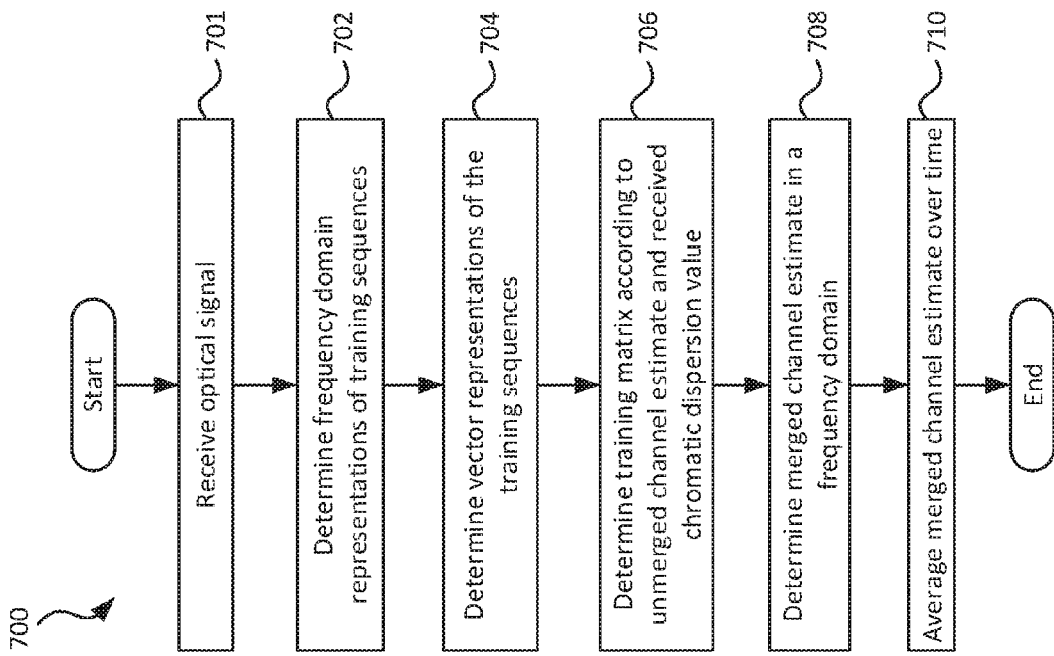 700
Start
Receive optical signal
701
Determine frequency domain
representations of training sequences
702
Determine vector representations of the
training sequences
704
Determine training matrix according to
unmerged channel estimate and received
chromatic dispersion value
706
Determine merged channel estimate in a
frequency domain
708
Average merged channel estimate over time
710
End